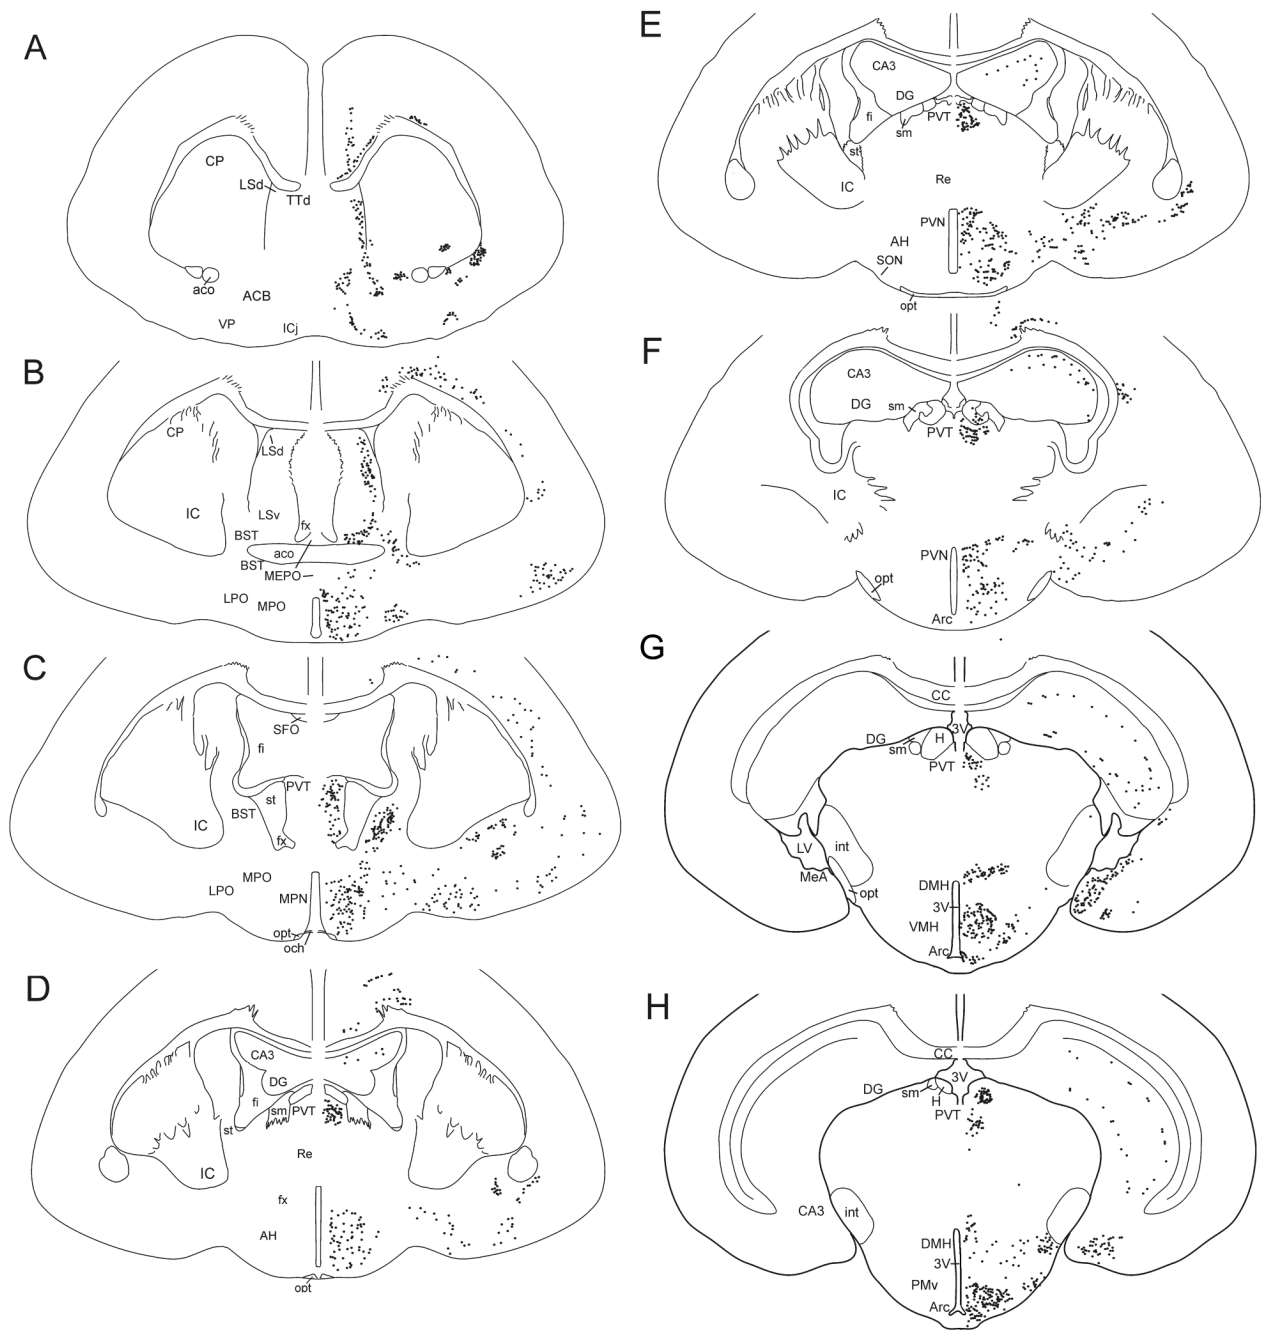 A
CP
LSd
TTd
aco
ACB
VP
ICj
B
CP
LSd
IC
LSv
fx
BST
aco
BST
MEPO
LPO
MPO
C
SFO
fi
PVT
st
BST
IC
fx
MPO
LPO
MPN
opt
och
D
CA3
DG
fi
sm
PVT
st
Re
IC
fx
AH
opt
E
CA3
DG
fi
PVT
sm
st
IC
Re
PVN
AH
SON
opt
F
CA3
DG
sm
PVT
IC
PVN
opt
Arc
G
CC
3V
DG
H
sm
PVT
LV
int
MeA
DMH
opt
3V
VMH
Arc
H
CC
3V
DG
sm
H
PVT
CA3
int
DMH
3V
PMv
Arc